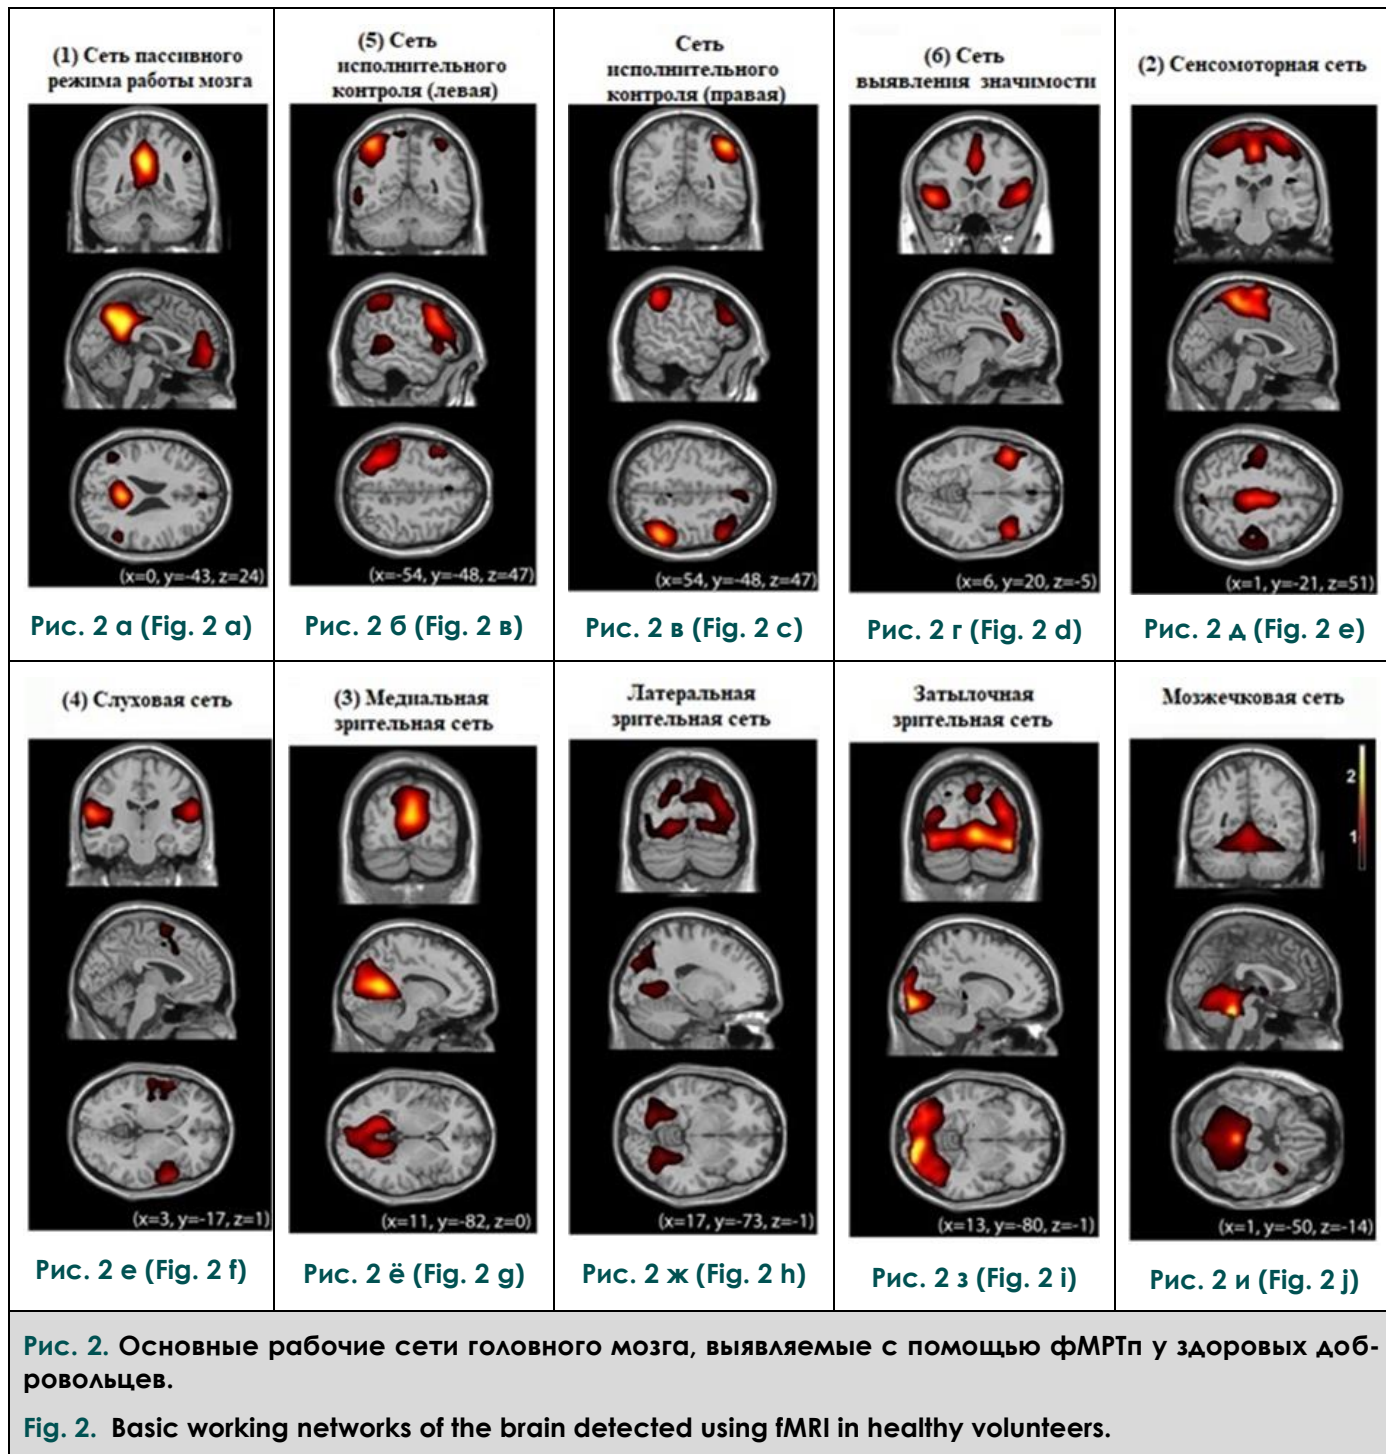 (1) Сеть пассивного
режима работы мозга
(x=0, y=-43, z=24)
Рис. 2 а (Fig. 2 a)
(5) Сеть
исполнительного
контроля (левая)
(x=-54, y=-48, z=47)
Рис. 2 б (Fig. 2 в)
Сеть
исполнительного
контроля (правая)
(x=54, y=-48, z=47)
Рис. 2 в (Fig. 2 c)
(6) Сеть
выявления значимости
(x=6, y=20, z=-5)
Рис. 2 г (Fig. 2 d)
(2) Сенсомоторная сеть
(x=1, y=-21, z=51)
Рис. 2 д (Fig. 2 e)
(4) Слуховая сеть
(x=3, y=-17, z=1)
Рис. 2 е (Fig. 2 f)
(3) Медиальная
зрительная сеть
(x=11, y=-82, z=0)
Рис. 2 ё (Fig. 2 g)
Латеральная
зрительная сеть
(x=17, y=-73, z=-1)
Рис. 2 ж (Fig. 2 h)
Затылочная
зрительная сеть
(x=13, y=-80, z=-1)
Рис. 2 з (Fig. 2 i)
Мозжечковая сеть
2
1
(x=1, y=-50, z=-14)
Рис. 2 и (Fig. 2 j)
Рис. 2. Основные рабочие сети головного мозга, выявляемые с помощью фМРТп у здоровых доб-
ровольцев.
Fig. 2. Basic working networks of the brain detected using fMRI in healthy volunteers.